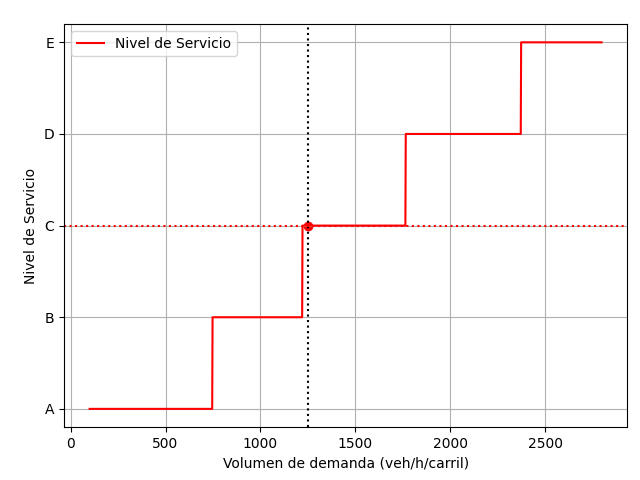 Nivel de Servicio
E
D
C
B
A
Nivel de Servicio
0 500 1000 1500 2000 2500
Volumen de demanda (veh/h/carril)